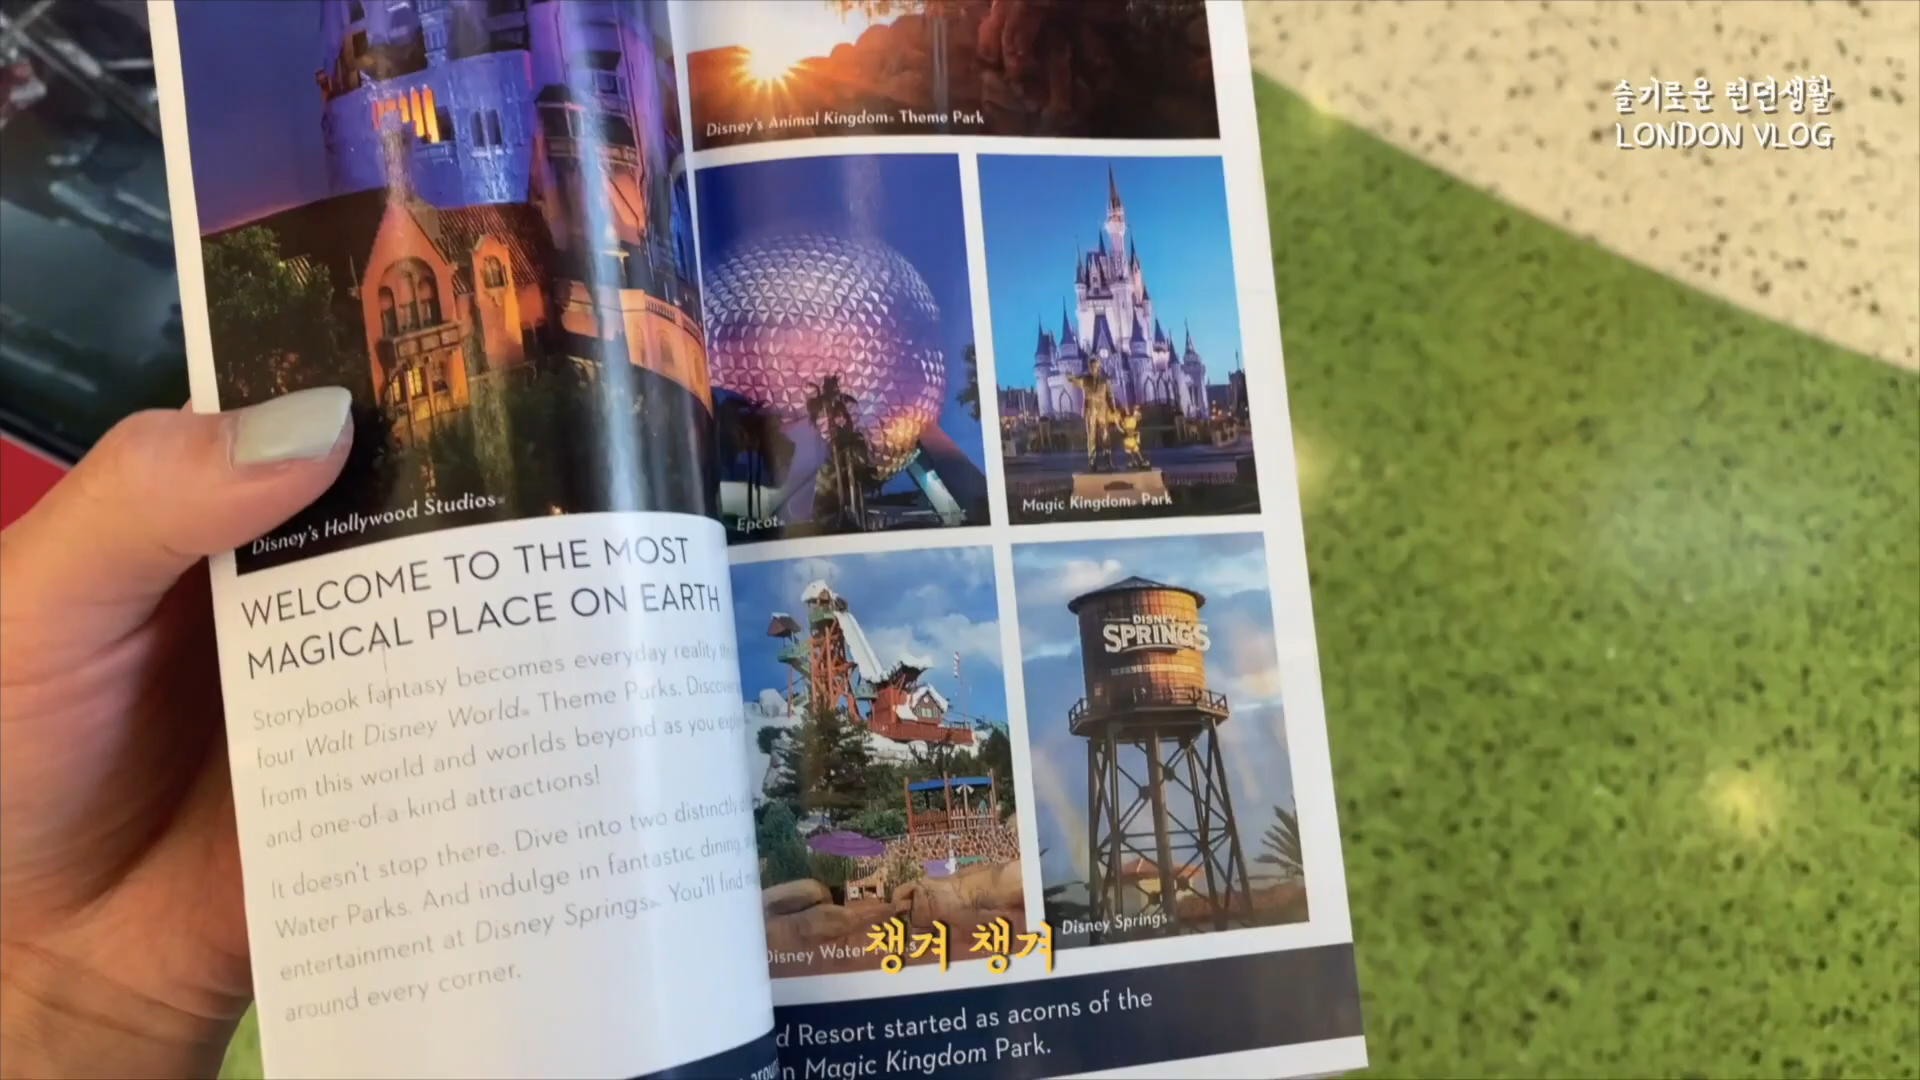 슬기로운 런던생활
LONDON VLOG
Disney's Animal Kingdom® Theme Park
Disney's Hollywood Studios®
Epcot®
Magic Kingdom® Park
WELCOME TO THE MOST
MAGICAL PLACE ON EARTH
Storybook fantasy becomes everyday reality
four Walt Disney World® Theme Parks. Discover
from this world and worlds beyond as you
and one-of-a-kind attractions!
It doesn't stop there. Dive into two distinctly
Water Parks. And indulge in fantastic dining,
entertainment at Disney Springs®. You'll find
around every corner.
DISNEY
SPRINGS
Disney Water
Disney Springs®
챙겨 챙겨
Resort started as acorns of the
Magic Kingdom Park.